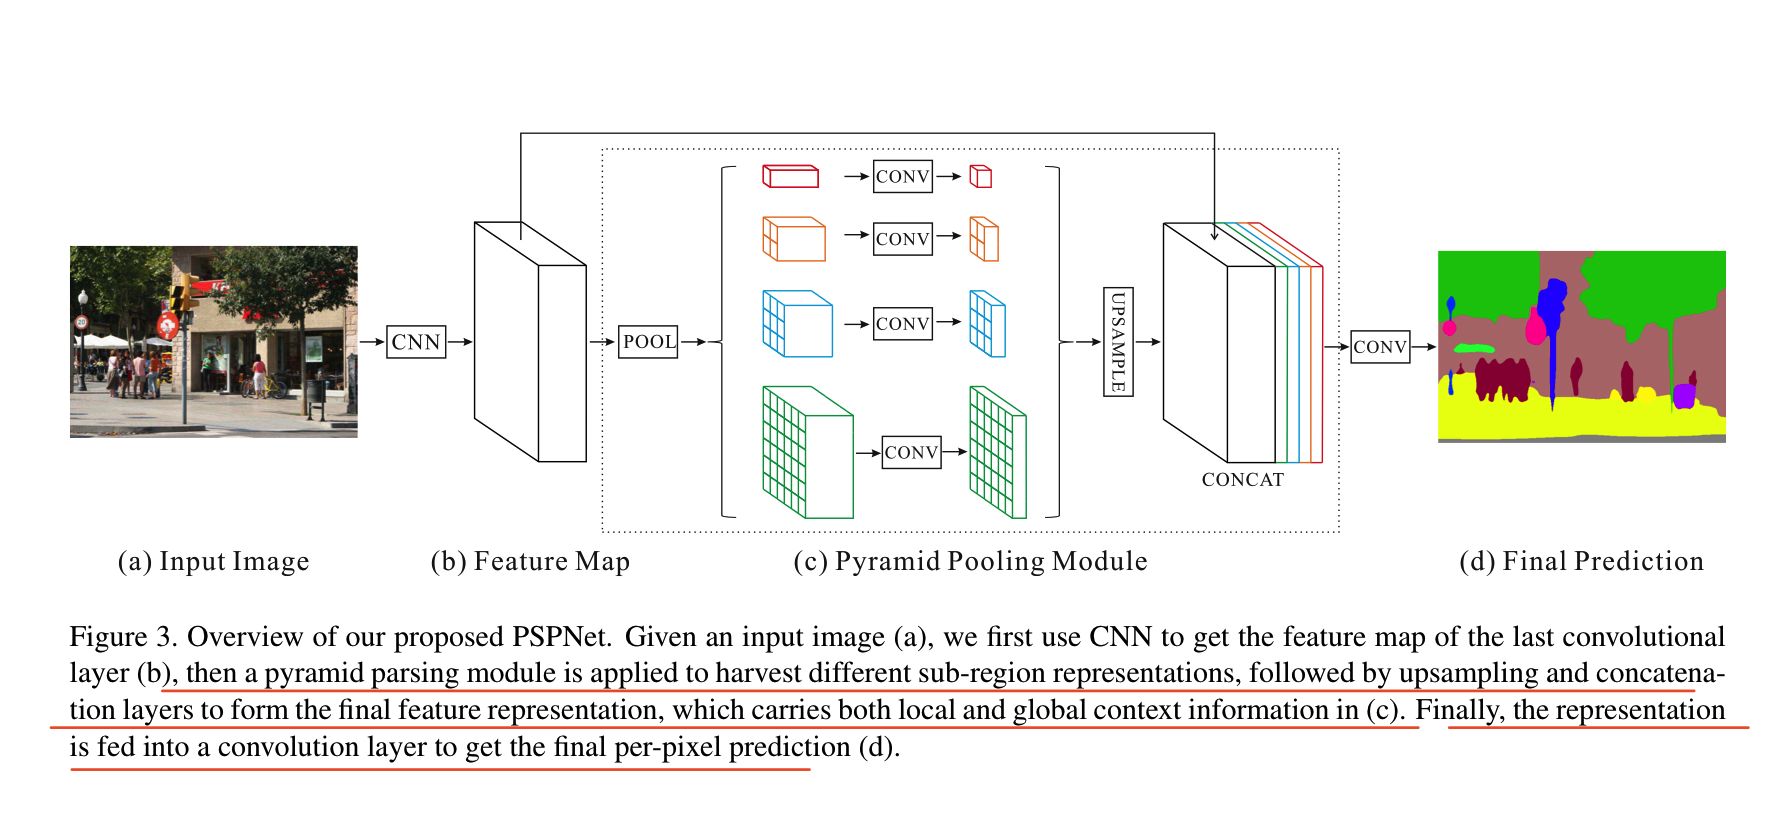 CNN
POOL
CONV
CONV
CONV
CONV
UPSAMPLE
CONCAT
CONV
(a) Input Image
(b) Feature Map
(c) Pyramid Pooling Module
(d) Final Prediction
Figure 3. Overview of our proposed PSPNet. Given an input image (a), we first use CNN to get the feature map of the last convolutional
layer (b), then a pyramid parsing module is applied to harvest different sub-region representations, followed by upsampling and concatena-
tion layers to form the final feature representation, which carries both local and global context information in (c). Finally, the representation
is fed into a convolution layer to get the final per-pixel prediction (d).